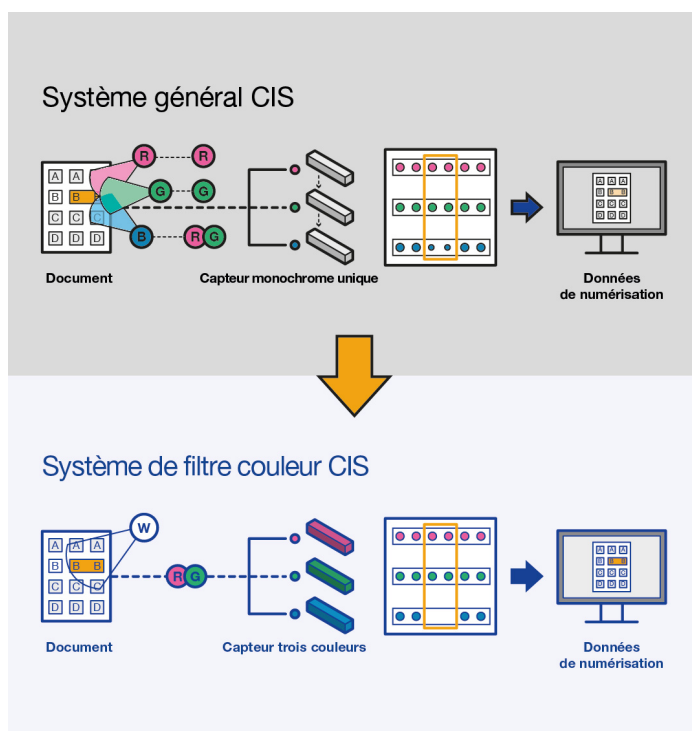 Système général CIS
R R
G G
B R G
A A A
B B
C C C
D D D
A A A
B B B
C C C
D D D
Document
Capteur monochrome unique
Données
de numérisation
Système de filtre couleur CIS
W
R G
A A A
B B B
C C C
D D D
A A A
B B B
C C C
D D D
Document
Capteur trois couleurs
Données
de numérisation